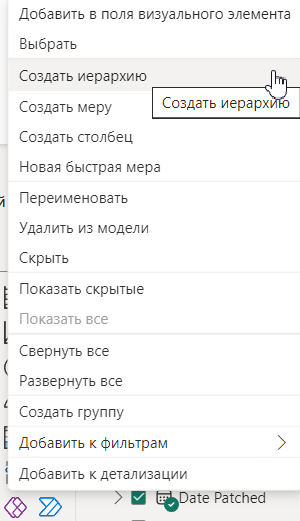 Добавить в поля визуального элемента
Выбрать
Создать иерархию
Создать меру
Создать иерархию
Создать столбец
Новая быстрая мера
й
Переименовать
Удалить из модели
Скрыть
Показать скрытые
Показать все
Свернуть все
Развернуть все
Создать группу
Добавить к фильтрам
Добавить к детализации
Date Patched